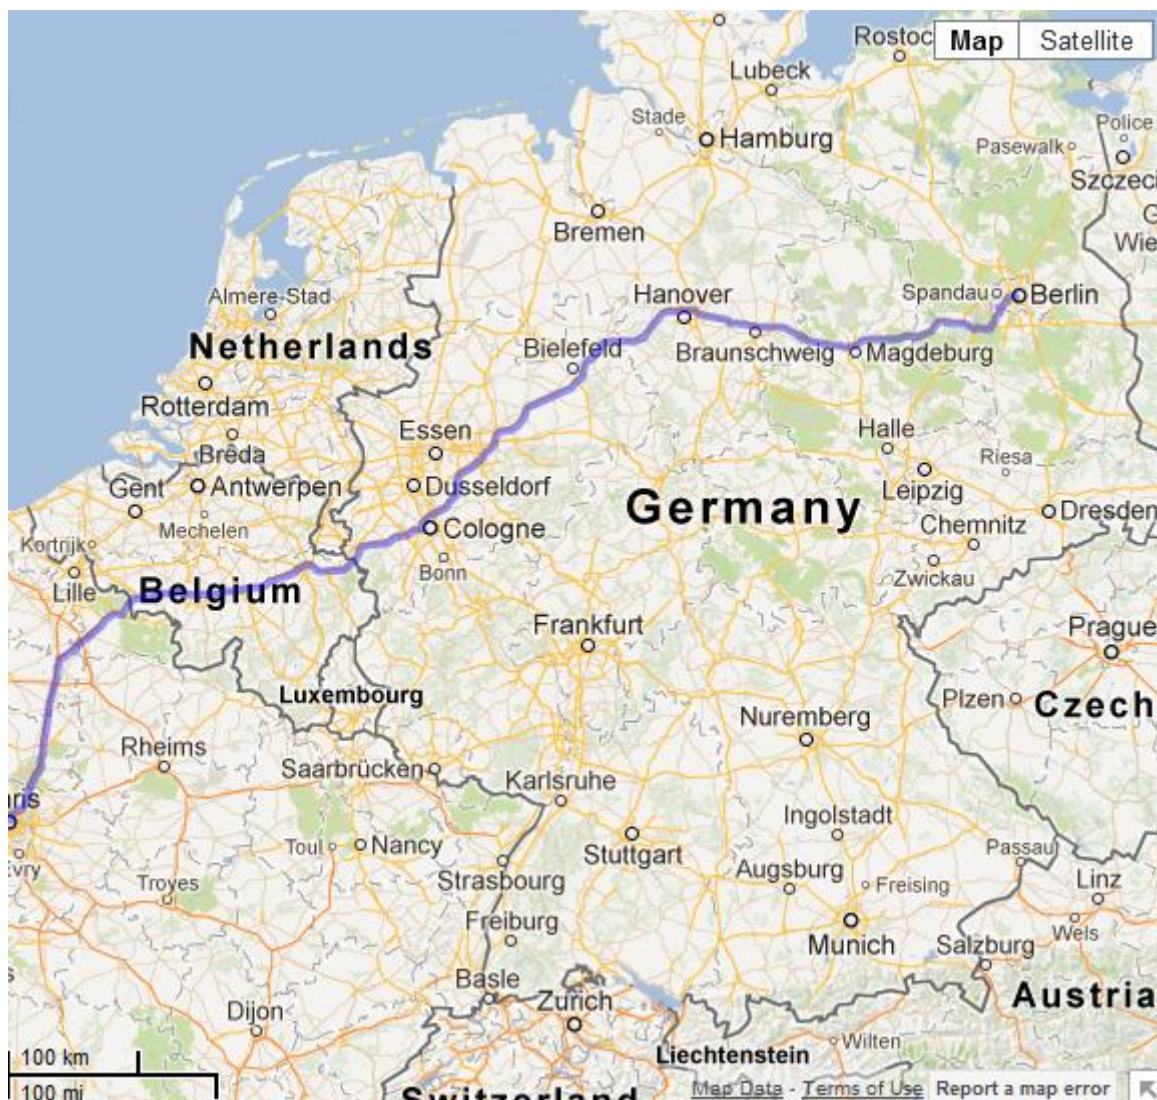 Rostoc
Map
Satellite
Lubeck
Stade
Hamburg
Police
Pasewalk
Szczeci
Bremen
G
Wie
Almere-Stad
Hanover
Spandau
Berlin
Netherlands
Bielefeld
Braunschweig
Magdeburg
Rotterdam
Essen
Halle
Breda
Riesa
Gent
Antwerpen
Dusseldorf
Leipzig
Germany
Mechelen
Cologne
Chemnitz
Dresden
Kortrijk
Bonn
Zwickau
Lille
Belgium
Frankfurt
Prague
Luxembourg
Plzen
Czech
Nuremberg
Rheims
Saarbrücken
Karlsruhe
aris
Ingolstadt
Toul
Nancy
Stuttgart
Passau
Evry
Troyes
Strasbourg
Augsburg
Freising
Linz
Freiburg
Wels
Munich
Salzburg
s
Basle
Zurich
Austria
Dijon
100 km
Liechtenstein
Wilten
100 mi
Switzerland
Map Data - Terms of Use
Report a map error